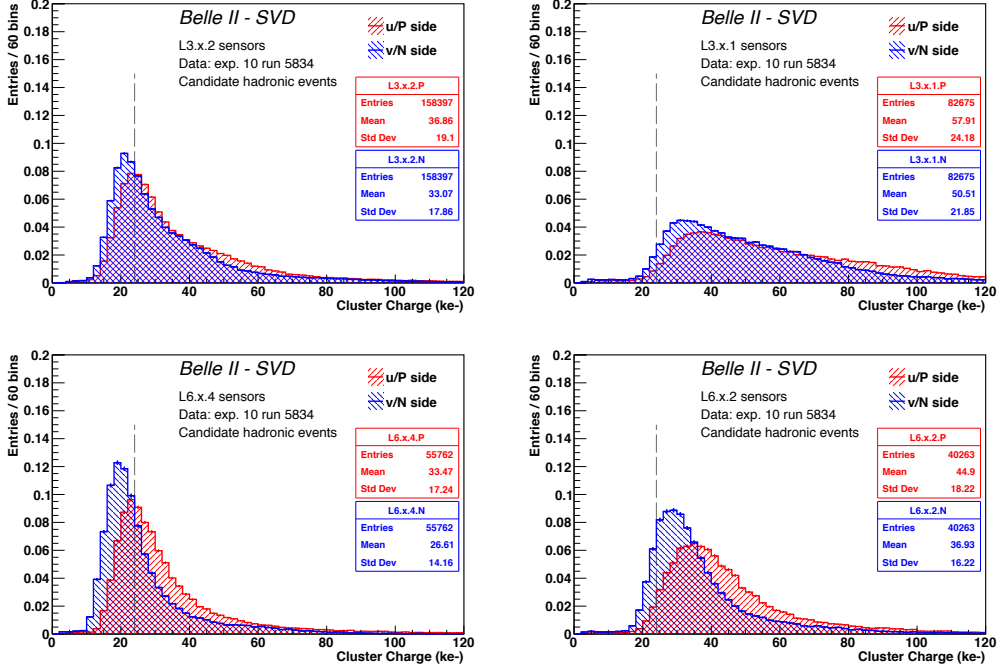 Belle II - SVD
u/P side
v/N side
L3.x.2 sensors
Data: exp. 10 run 5834
Candidate hadronic events
L3.x.2.P
Entries 158397
Mean 36.86
Std Dev 19.1
L3.x.2.N
Entries 158397
Mean 33.07
Std Dev 17.86
Entries / 60 bins
0.2
0.18
0.16
0.14
0.12
0.1
0.08
0.06
0.04
0.02
0
0 20 40 60 80 100 120
Cluster Charge (ke-)
Belle II - SVD
u/P side
v/N side
L3.x.1 sensors
Data: exp. 10 run 5834
Candidate hadronic events
L3.x.1.P
Entries 82675
Mean 57.91
Std Dev 24.18
L3.x.1.N
Entries 82675
Mean 50.51
Std Dev 21.85
Entries / 60 bins
0.2
0.18
0.16
0.14
0.12
0.1
0.08
0.06
0.04
0.02
0
0 20 40 60 80 100 120
Cluster Charge (ke-)
Belle II - SVD
u/P side
v/N side
L6.x.4 sensors
Data: exp. 10 run 5834
Candidate hadronic events
L6.x.4.P
Entries 55762
Mean 33.47
Std Dev 17.24
L6.x.4.N
Entries 55762
Mean 26.61
Std Dev 14.16
Entries / 60 bins
0.2
0.18
0.16
0.14
0.12
0.1
0.08
0.06
0.04
0.02
0
0 20 40 60 80 100 120
Cluster Charge (ke-)
Belle II - SVD
u/P side
v/N side
L6.x.2 sensors
Data: exp. 10 run 5834
Candidate hadronic events
L6.x.2.P
Entries 40263
Mean 44.9
Std Dev 18.22
L6.x.2.N
Entries 40263
Mean 36.93
Std Dev 16.22
Entries / 60 bins
0.2
0.18
0.16
0.14
0.12
0.1
0.08
0.06
0.04
0.02
0
0 20 40 60 80 100 120
Cluster Charge (ke-)